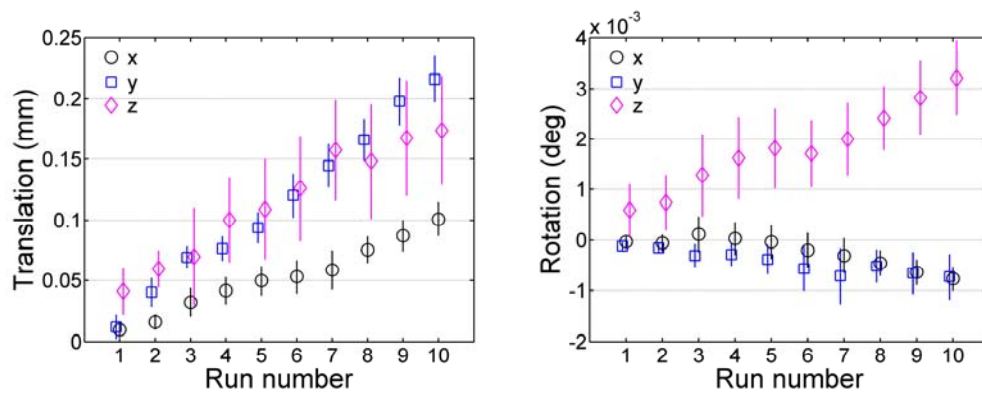 0.25
0.2
0.15
0.1
0.05
0
Translation (mm)
x
y
z
1 2 3 4 5 6 7 8 9 10
Run number
x 10⁻³
4
3
2
1
0
-1
-2
Rotation (deg)
x
y
z
1 2 3 4 5 6 7 8 9 10
Run number